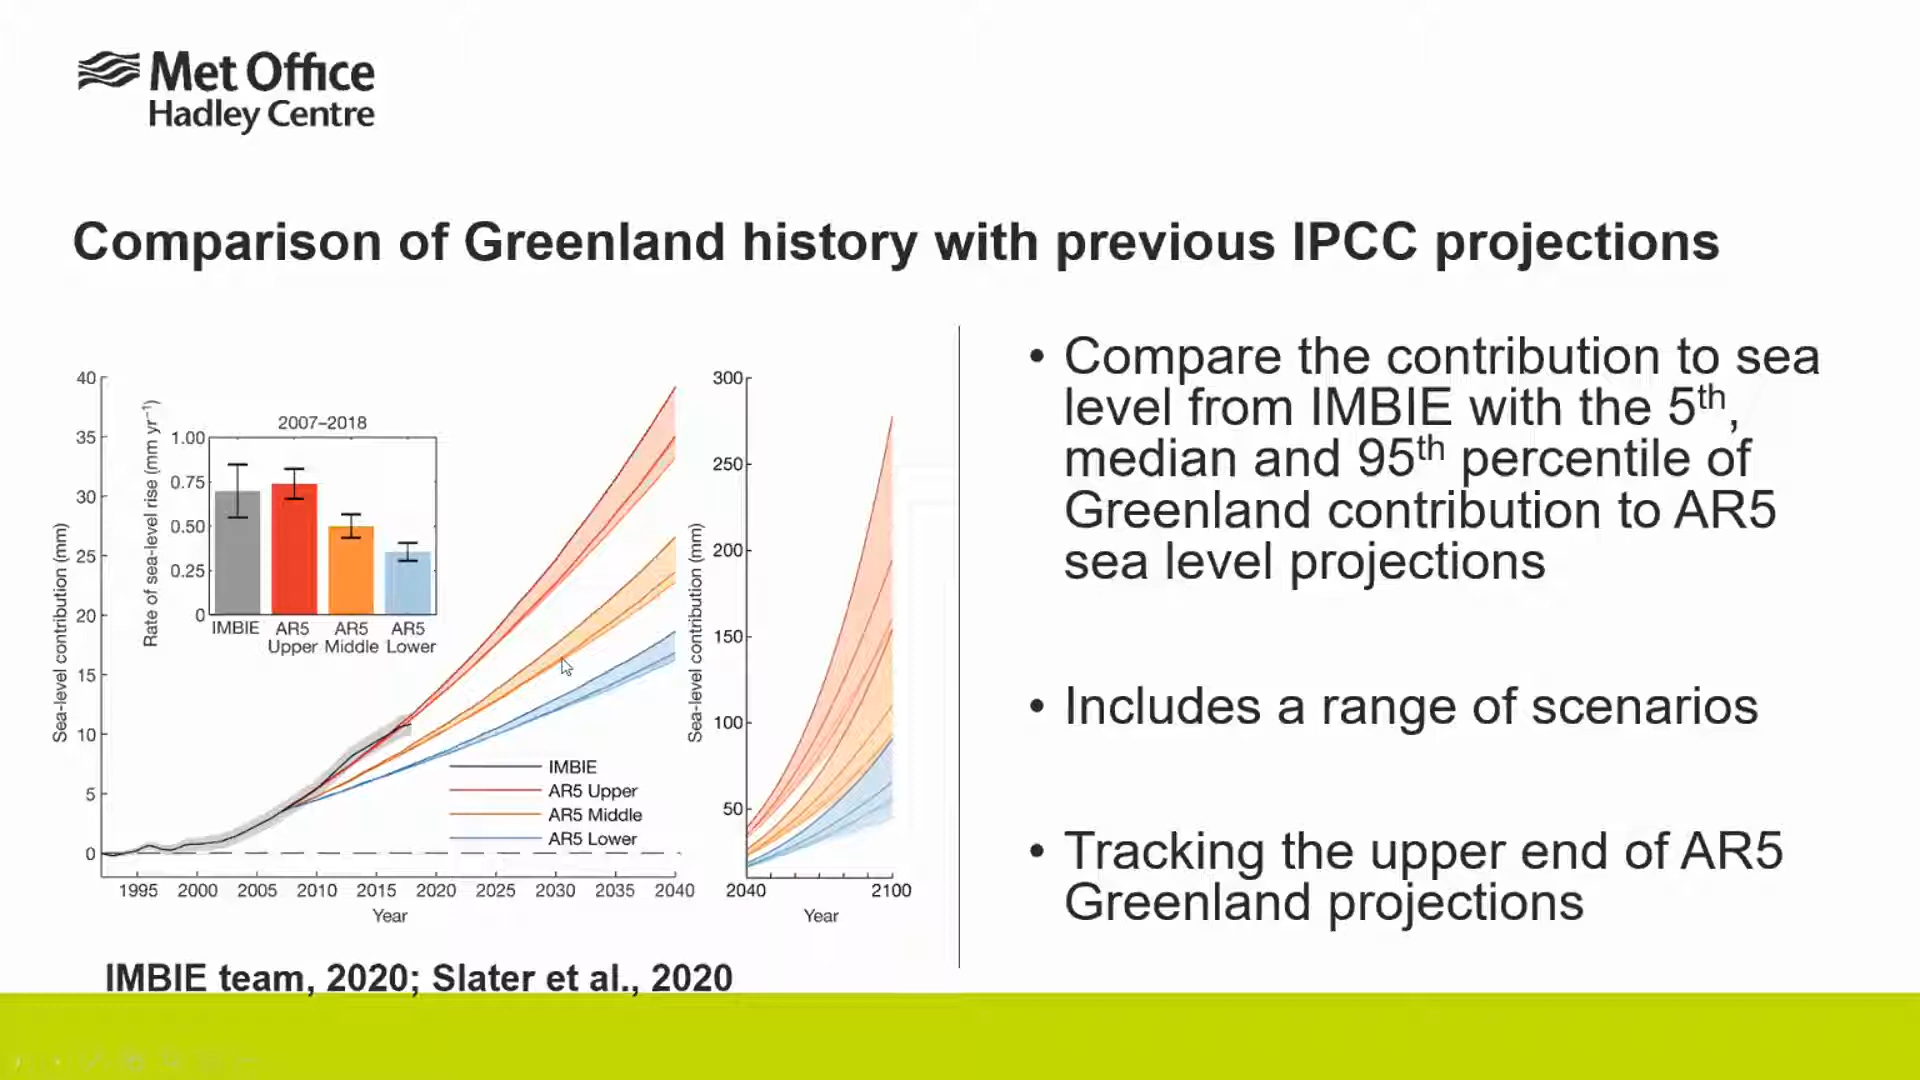 Met Office
Hadley Centre
Comparison of Greenland history with previous IPCC projections
40
35
30
25
20
15
10
5
0
Sea-level contribution (mm)
2007–2018
1.00
0.75
0.50
0.25
0
Rate of sea-level rise (mm yr⁻¹)
IMBIE AR5 AR5 AR5
Upper Middle Lower
IMBIE
AR5 Upper
AR5 Middle
AR5 Lower
1995 2000 2005 2010 2015 2020 2025 2030 2035 2040
Year
300
250
200
150
100
50
Sea-level contribution (mm)
2040 2100
Year
IMBIE team, 2020; Slater et al., 2020
• Compare the contribution to sea
level from IMBIE with the 5th,
median and 95th percentile of
Greenland contribution to AR5
sea level projections
• Includes a range of scenarios
• Tracking the upper end of AR5
Greenland projections